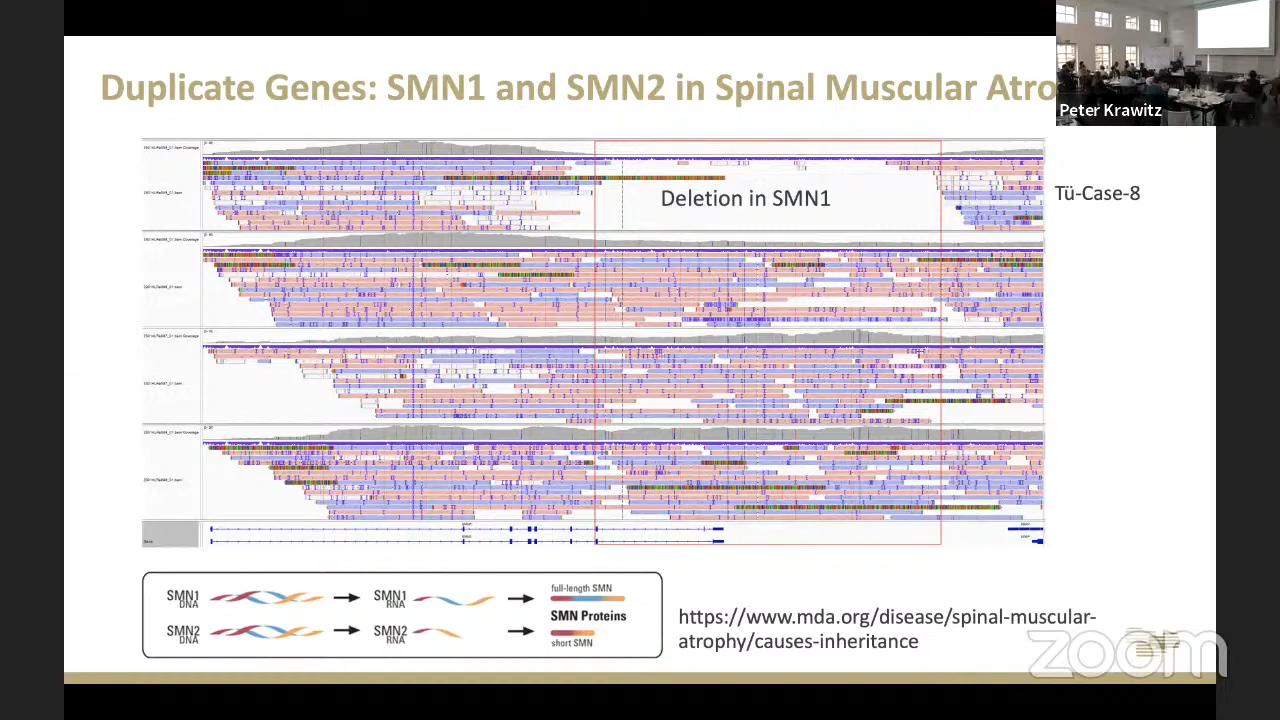 Duplicate Genes: SMN1 and SMN2 in Spinal Muscular Atro
Peter Krawitz
Deletion in SMN1
Tü-Case-8
SMN1
DNA
SMN1
RNA
full-length SMN
SMN Proteins
SMN2
DNA
SMN2
RNA
short SMN
https://www.mda.org/disease/spinal-muscular-
atrophy/causes-inheritance
zoom